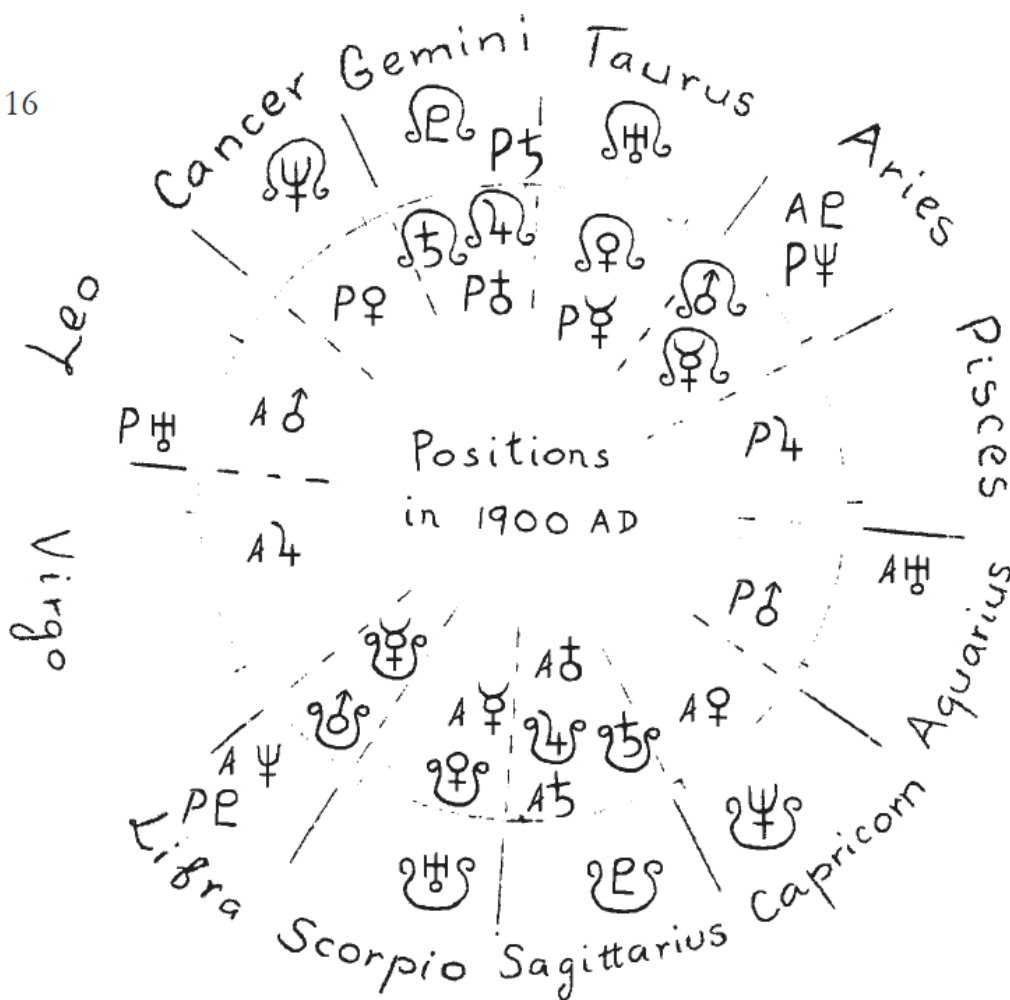 16
Cancer
Gemini
Taurus
Aries
Pisces
Aquarius
Capricorn
Sagittarius
Scorpio
Libra
Virgo
Leo
♆
♇
P♄
♅
A♇
P♆
♄
♃
♀
♂
P♀
P♁
P☿
☿
P♅
A♂
P♃
Positions
in 1900 AD
A♃
A♅
P♂
☿
A♁
♂
A☿
♃
♄
A♀
A♆
♀
A♄
P♇
♆
♅
♇